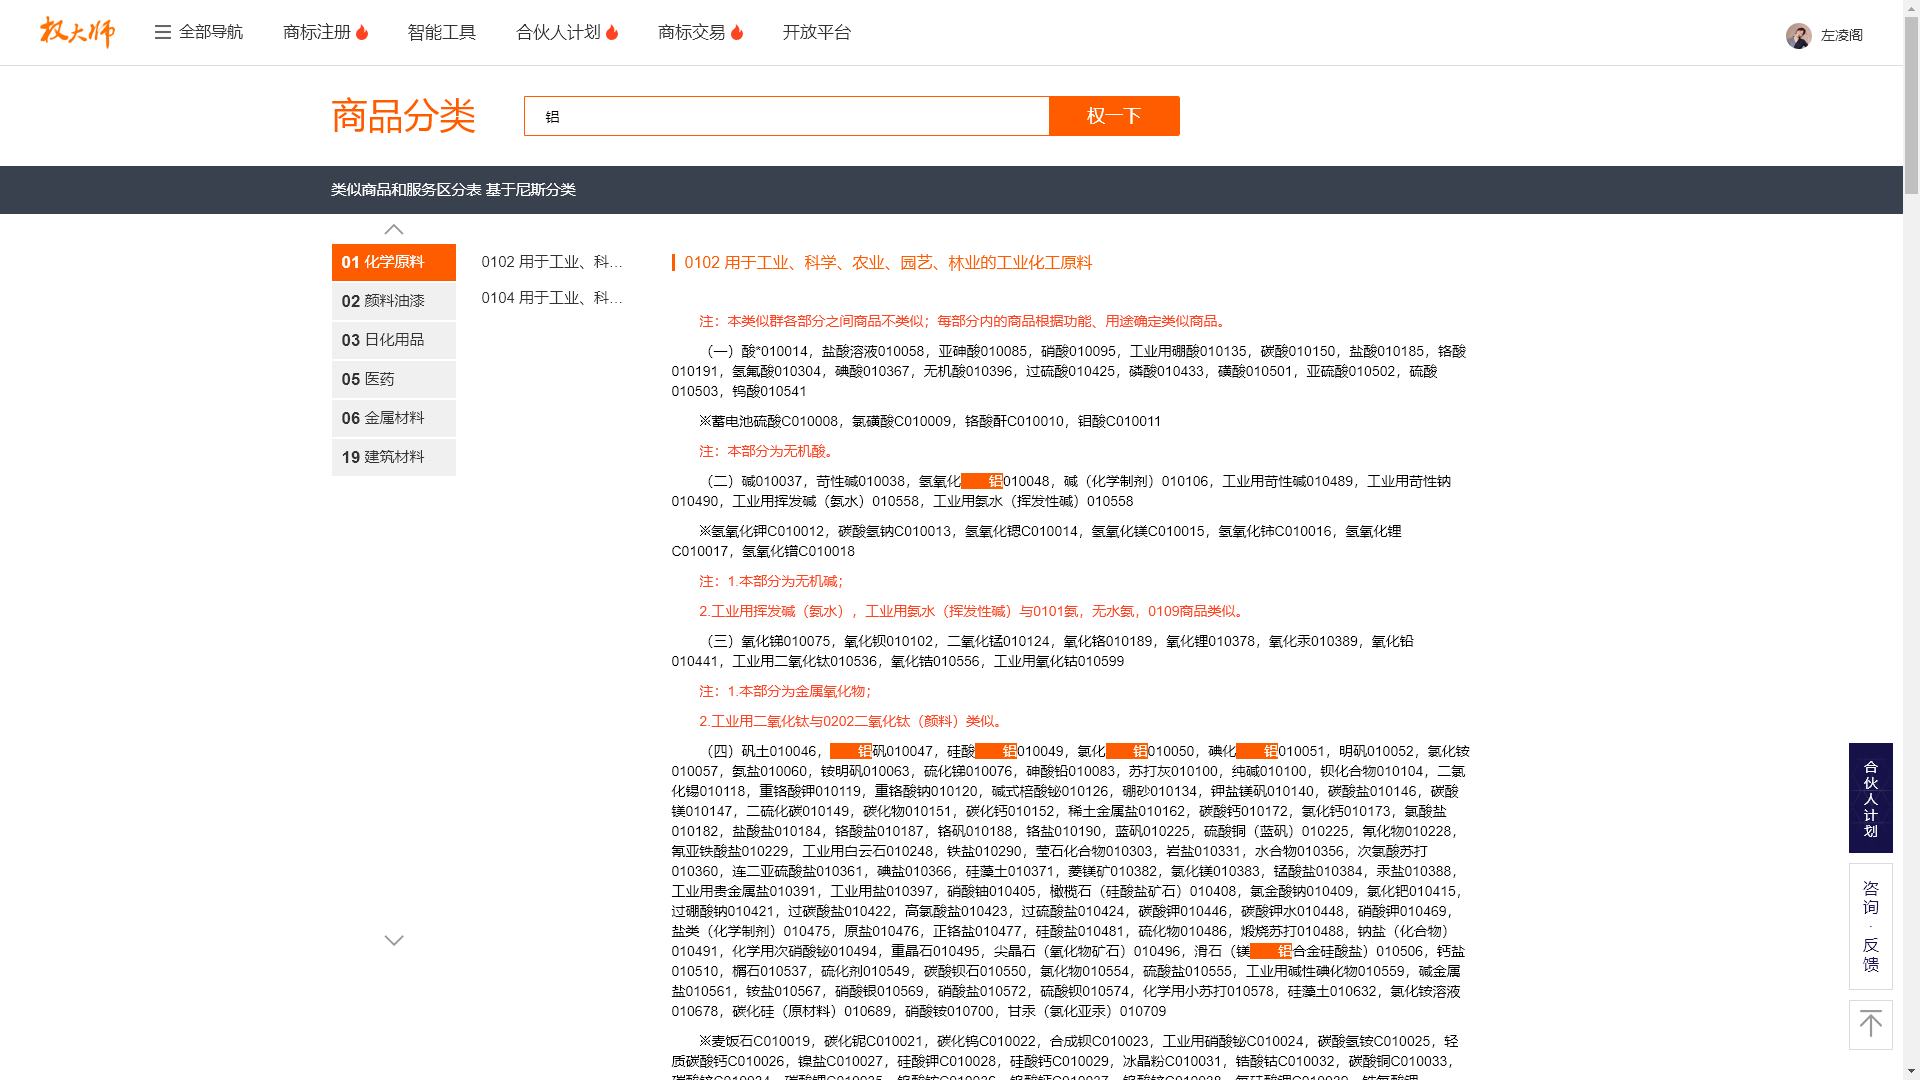 权大师
全部导航
商标注册
智能工具
合伙人计划
商标交易
开放平台
左凌阁
商品分类
铝
权一下
类似商品和服务区分表 基于尼斯分类
01 化学原料
02 颜料油漆
03 日化用品
05 医药
06 金属材料
19 建筑材料
0102 用于工业、科...
0104 用于工业、科...
0102 用于工业、科学、农业、园艺、林业的工业化工原料
注：本类似群各部分之间商品不类似；每部分内的商品根据功能、用途确定类似商品。
（一）酸*010014，盐酸溶液010058，亚砷酸010085，硝酸010095，工业用硼酸010135，碳酸010150，盐酸010185，铬酸
010191，氢氟酸010304，碘酸010367，无机酸010396，过硫酸010425，磷酸010433，磺酸010501，亚硫酸010502，硫酸
010503，钨酸010541
※蓄电池硫酸C010008，氯磺酸C010009，铬酸酐C010010，钼酸C010011
注：本部分为无机酸。
（二）碱010037，苛性碱010038，氢氧化铝010048，碱（化学制剂）010106，工业用苛性碱010489，工业用苛性钠
010490，工业用挥发碱（氨水）010558，工业用氨水（挥发性碱）010558
※氢氧化钾C010012，碳酸氢钠C010013，氢氧化锶C010014，氢氧化镁C010015，氢氧化铈C010016，氢氧化锂
C010017，氢氧化镨C010018
注：1.本部分为无机碱；
2.工业用挥发碱（氨水），工业用氨水（挥发性碱）与0101氨，无水氨，0109商品类似。
（三）氧化锑010075，氧化钡010102，二氧化锰010124，氧化铬010189，氧化锂010378，氧化汞010389，氧化铅
010441，工业用二氧化钛010536，氧化锆010556，工业用氧化钴010599
注：1.本部分为金属氧化物；
2.工业用二氧化钛与0202二氧化钛（颜料）类似。
（四）矾土010046，铝矾010047，硅酸铝010049，氯化铝010050，碘化铝010051，明矾010052，氯化铵
010057，氨盐010060，铵明矾010063，硫化锑010076，砷酸铅010083，苏打灰010100，纯碱010100，钡化合物010104，二氯
化锡010118，重铬酸钾010119，重铬酸钠010120，碱式棓酸铋010126，硼砂010134，钾盐镁矾010140，碳酸盐010146，碳酸
镁010147，二硫化碳010149，碳化物010151，碳化钙010152，稀土金属盐010162，碳酸钙010172，氯化钙010173，氯酸盐
010182，盐酸盐010184，铬酸盐010187，铬矾010188，铬盐010190，蓝矾010225，硫酸铜（蓝矾）010225，氰化物010228，
氰亚铁酸盐010229，工业用白云石010248，铁盐010290，莹石化合物010303，岩盐010331，水合物010356，次氯酸苏打
010360，连二亚硫酸盐010361，碘盐010366，硅藻土010371，菱镁矿010382，氯化镁010383，锰酸盐010384，汞盐010388，
工业用贵金属盐010391，工业用盐010397，硝酸铀010405，橄榄石（硅酸盐矿石）010408，氯金酸钠010409，氯化钯010415，
过硼酸钠010421，过碳酸盐010422，高氯酸盐010423，过硫酸盐010424，碳酸钾010446，碳酸钾水010448，硝酸钾010469，
盐类（化学制剂）010475，原盐010476，正铬盐010477，硅酸盐010481，硫化物010486，煅烧苏打010488，钠盐（化合物）
010491，化学用次硝酸铋010494，重晶石010495，尖晶石（氧化物矿石）010496，滑石（镁铝合金硅酸盐）010506，钙盐
010510，榍石010537，硫化剂010549，碳酸钡石010550，氯化物010554，硫酸盐010555，工业用碱性碘化物010559，碱金属
盐010561，铵盐010567，硝酸银010569，硝酸盐010572，硫酸钡010574，化学用小苏打010578，硅藻土010632，氯化铵溶液
010678，碳化硅（原材料）010689，硝酸铵010700，甘汞（氯化亚汞）010709
※麦饭石C010019，碳化铌C010021，碳化钨C010022，合成钡C010023，工业用硝酸铋C010024，碳酸氢铵C010025，轻
质碳酸钙C010026，镍盐C010027，硅酸钾C010028，硅酸钙C010029，冰晶粉C010031，锆酸钴C010032，碳酸铜C010033，
合伙人计划
咨询·反馈